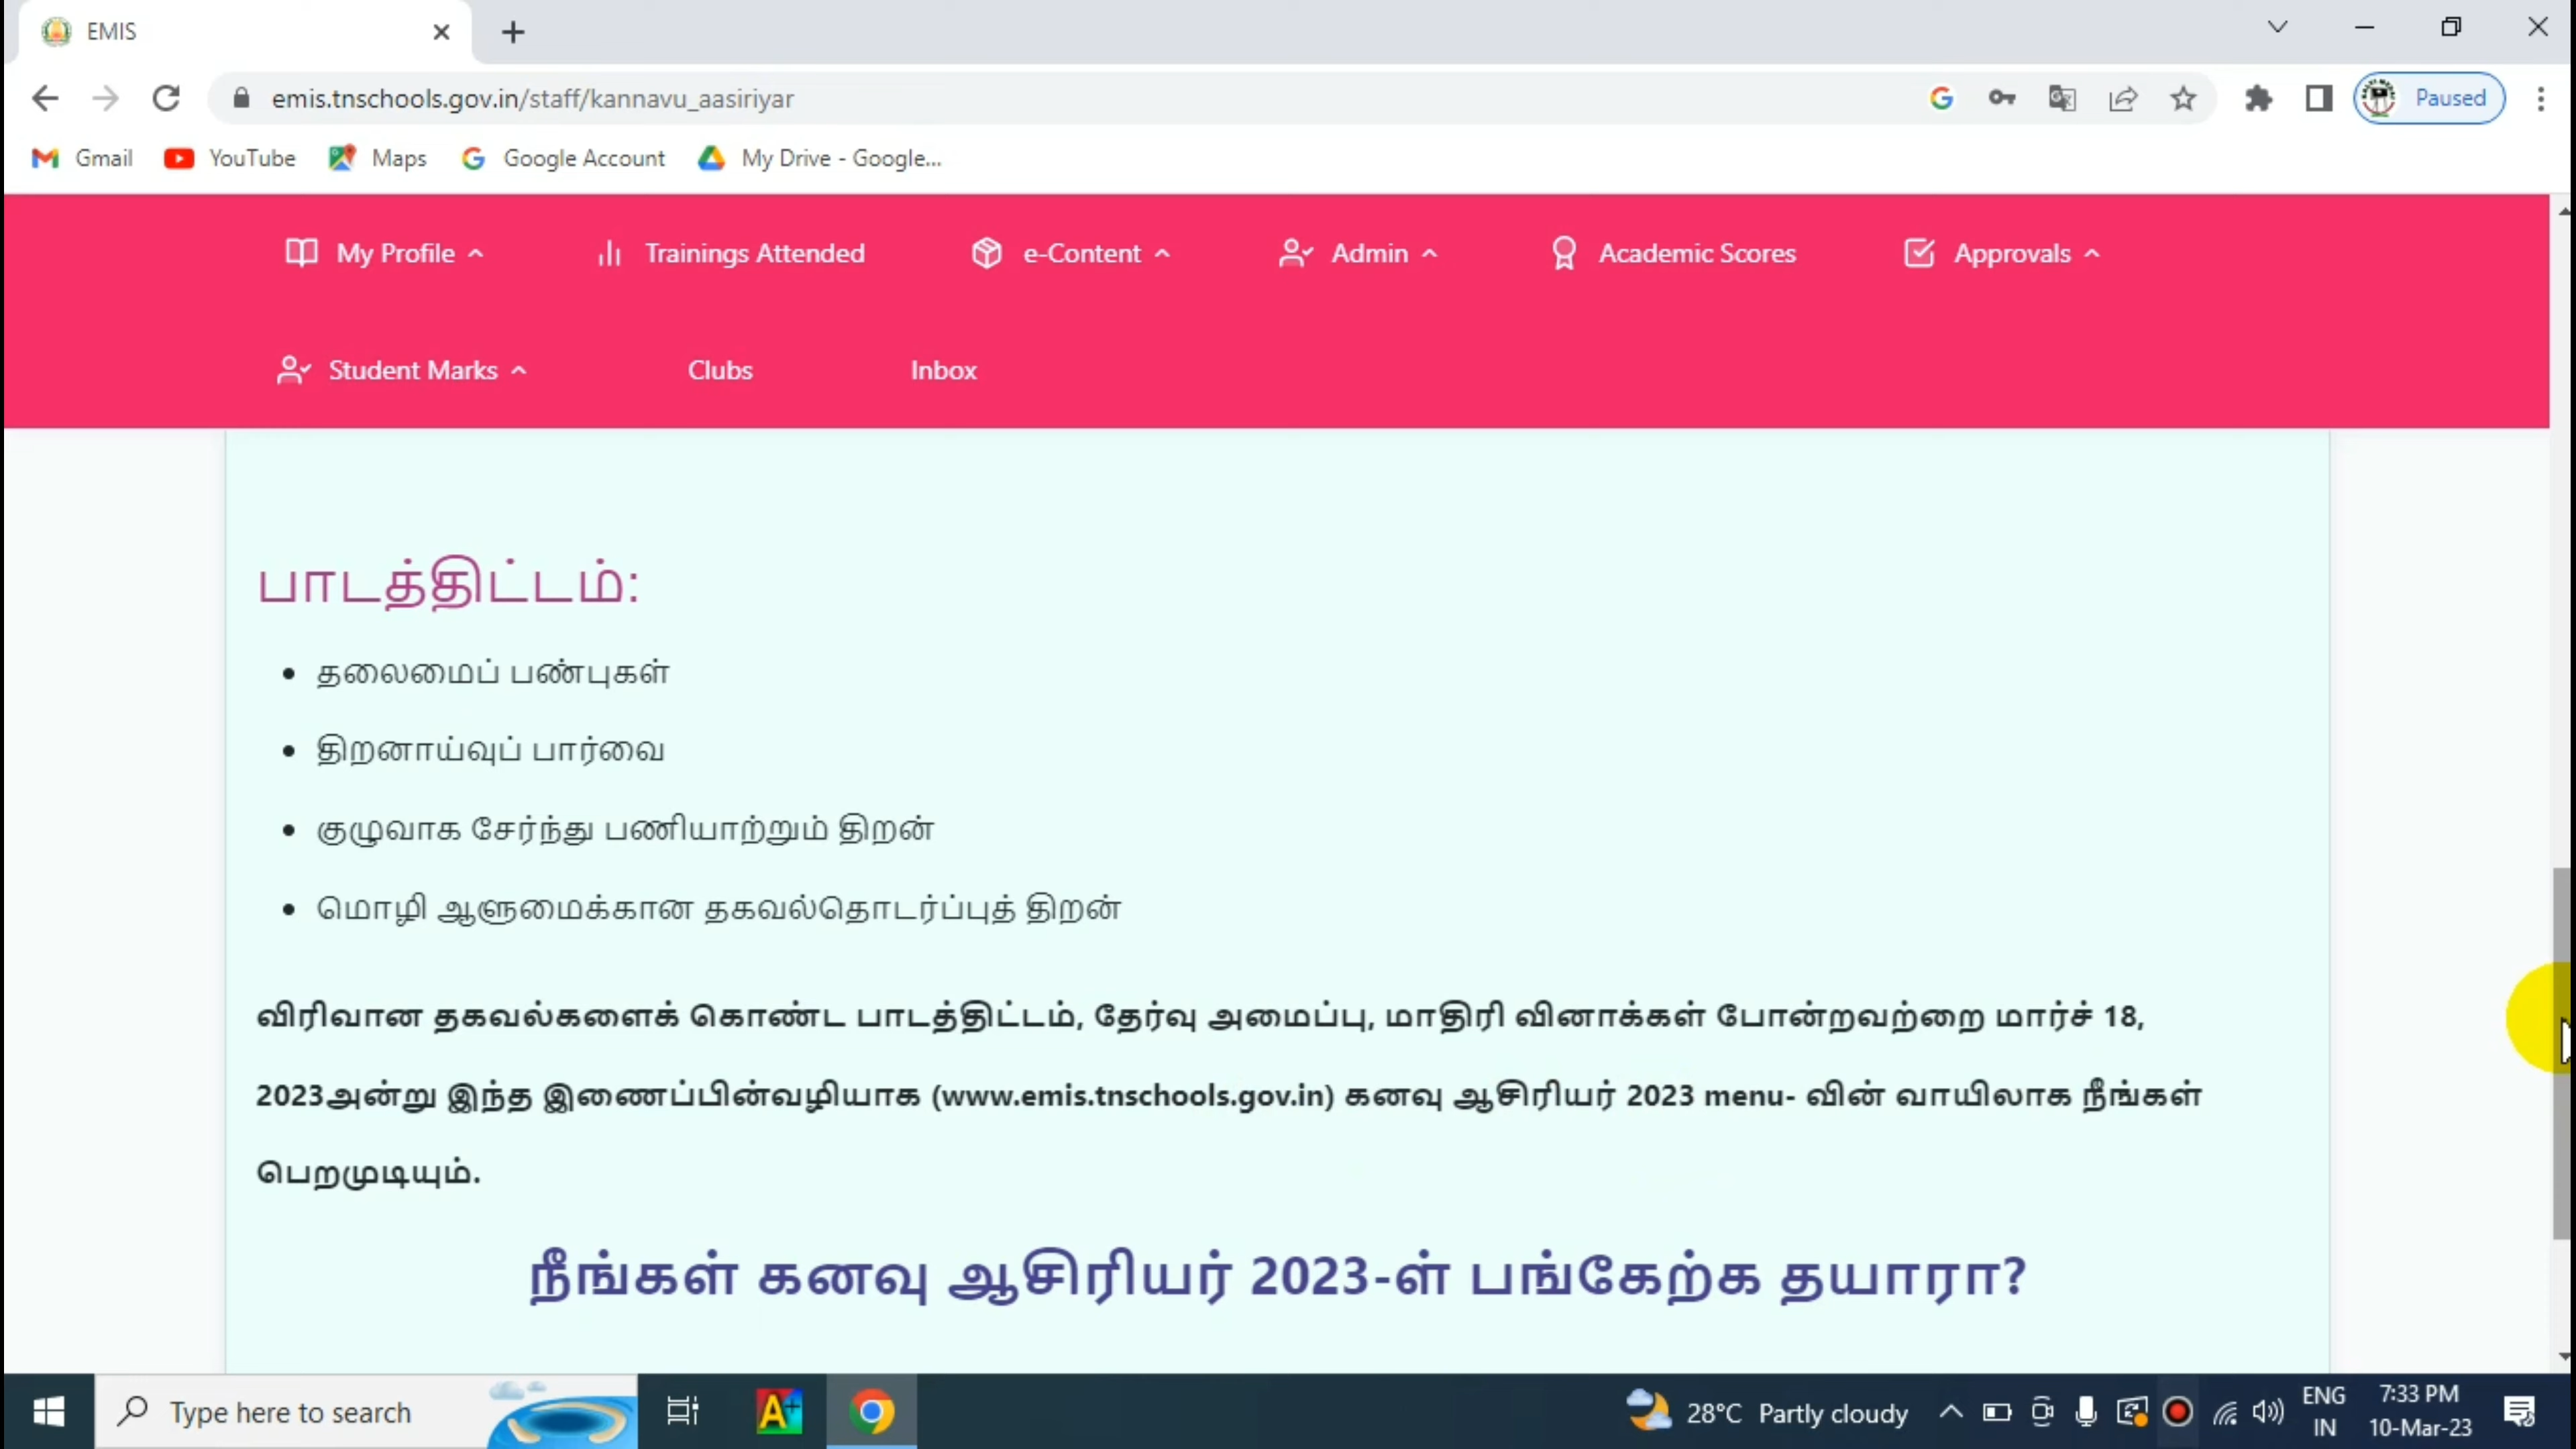 EMIS
emis.tnschools.gov.in/staff/kannavu_aasiriyar
Paused
Gmail YouTube Maps Google Account My Drive - Google...
My Profile Trainings Attended e-Content Admin Academic Scores Approvals
Student Marks Clubs Inbox
பாடத்திட்டம்:
• தலைமைப் பண்புகள்
• திறனாய்வுப் பார்வை
• குழுவாக சேர்ந்து பணியாற்றும் திறன்
• மொழி ஆளுமைக்கான தகவல்தொடர்ப்புத் திறன்
விரிவான தகவல்களைக் கொண்ட பாடத்திட்டம், தேர்வு அமைப்பு, மாதிரி வினாக்கள் போன்றவற்றை மார்ச் 18,
2023அன்று இந்த இணைப்பின்வழியாக (www.emis.tnschools.gov.in) கனவு ஆசிரியர் 2023 menu- வின் வாயிலாக நீங்கள்
பெறமுடியும்.
நீங்கள் கனவு ஆசிரியர் 2023-ள் பங்கேற்க தயாரா?
Type here to search
A+
28°C Partly cloudy
ENG
IN
7:33 PM
10-Mar-23